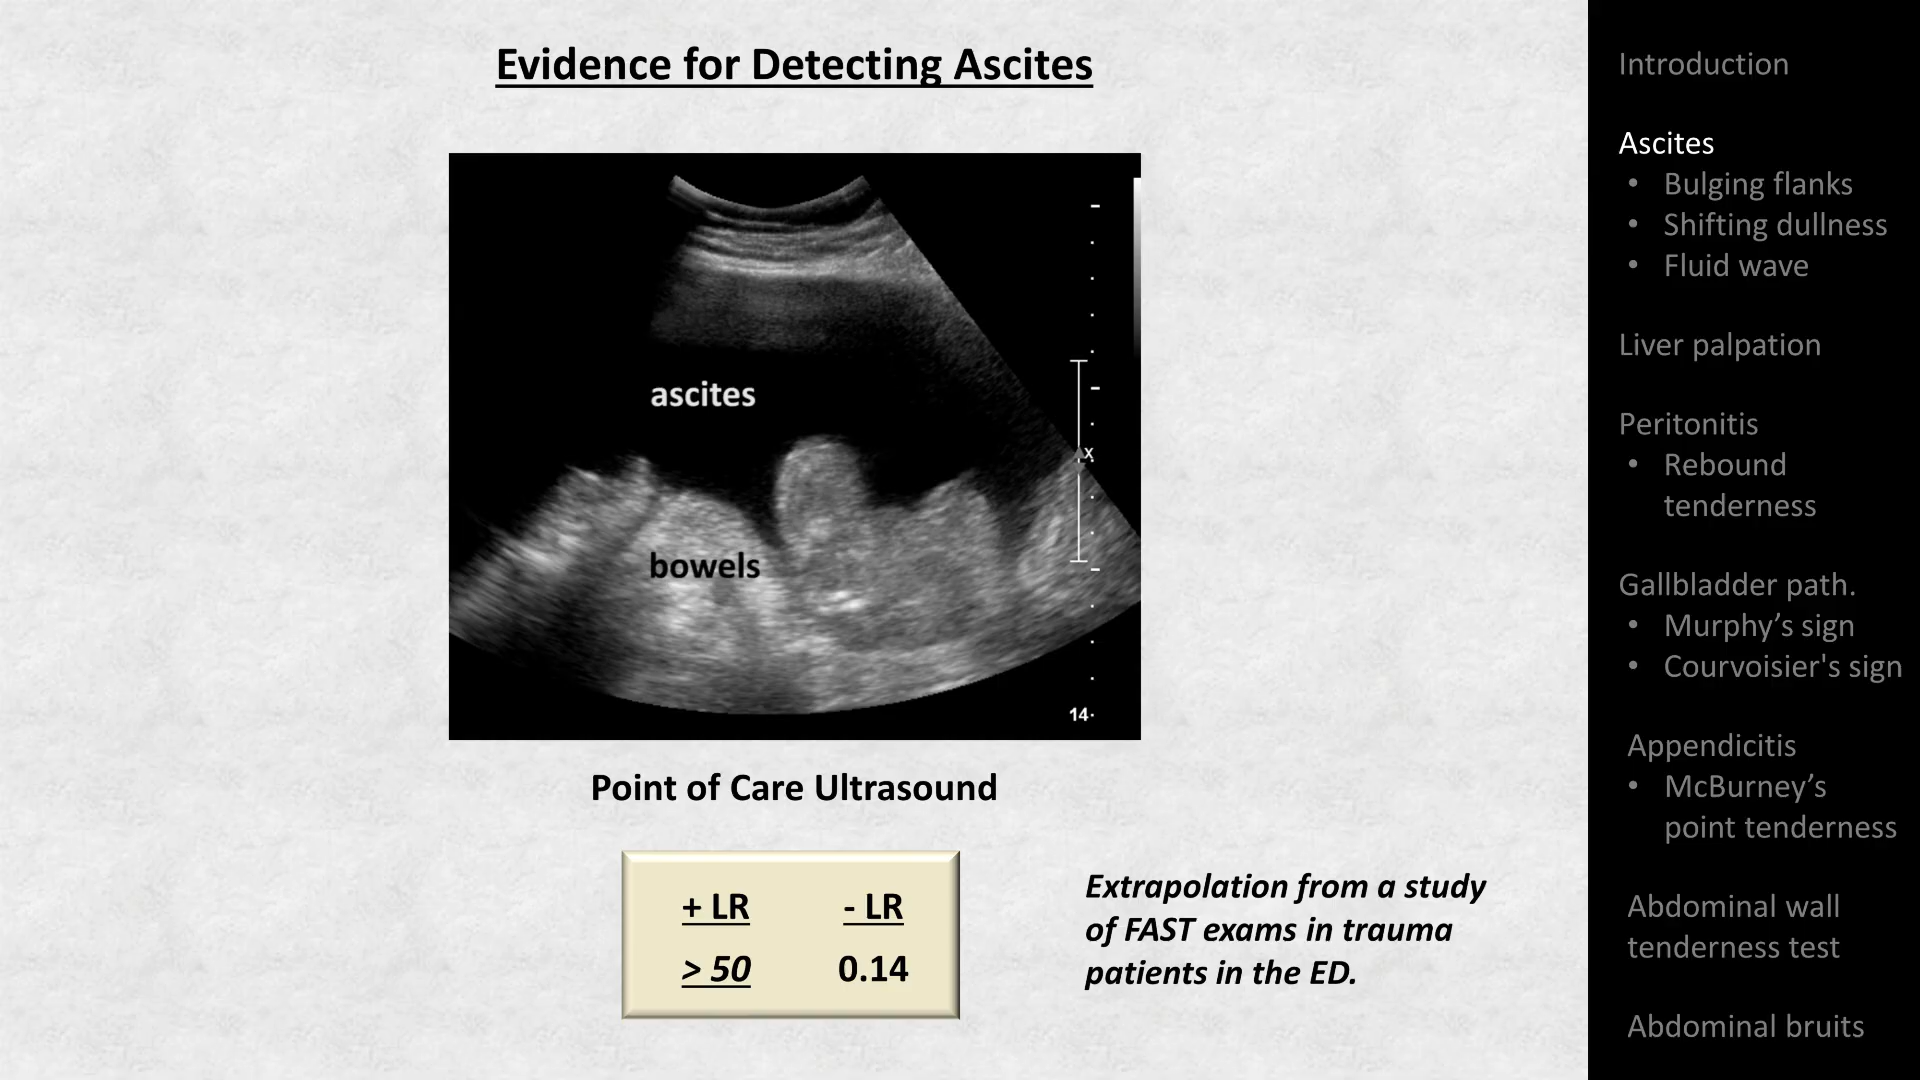 Evidence for Detecting Ascites
ascites
x
bowels
14
Point of Care Ultrasound
+ LR - LR
> 50 0.14
Extrapolation from a study
of FAST exams in trauma
patients in the ED.
Introduction
Ascites
• Bulging flanks
• Shifting dullness
• Fluid wave
Liver palpation
Peritonitis
• Rebound
tenderness
Gallbladder path.
• Murphy’s sign
• Courvoisier's sign
Appendicitis
• McBurney’s
point tenderness
Abdominal wall
tenderness test
Abdominal bruits